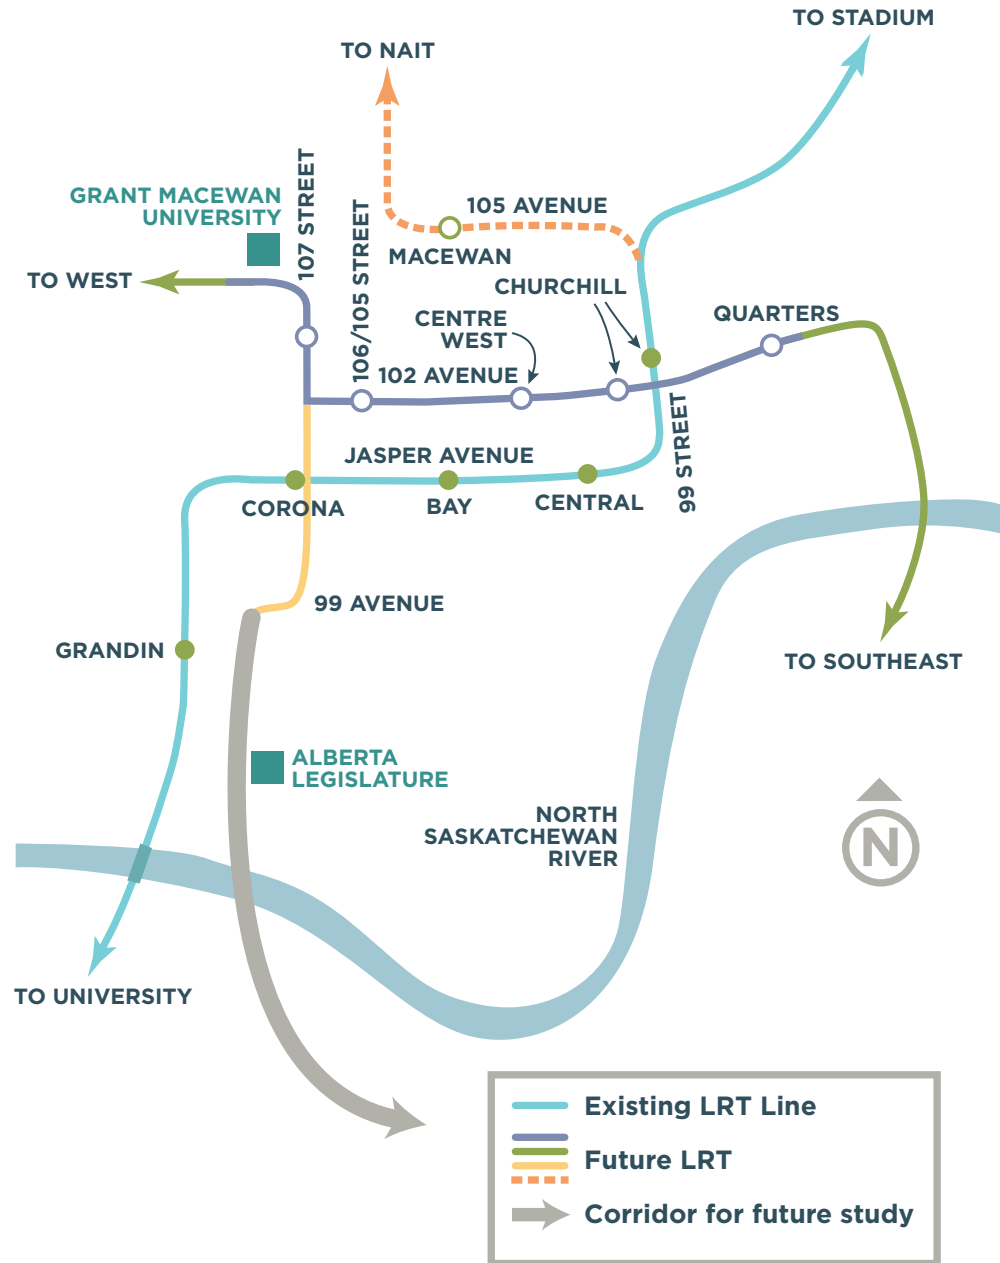 TO STADIUM
TO NAIT
GRANT MACEWAN
UNIVERSITY
107 STREET
106/105 STREET
105 AVENUE
MACEWAN
TO WEST
CHURCHILL
CENTRE
WEST
QUARTERS
102 AVENUE
99 STREET
JASPER AVENUE
CORONA
BAY
CENTRAL
99 AVENUE
GRANDIN
TO SOUTHEAST
ALBERTA
LEGISLATURE
NORTH
SASKATCHEWAN
RIVER
N
TO UNIVERSITY
Existing LRT Line
Future LRT
Corridor for future study